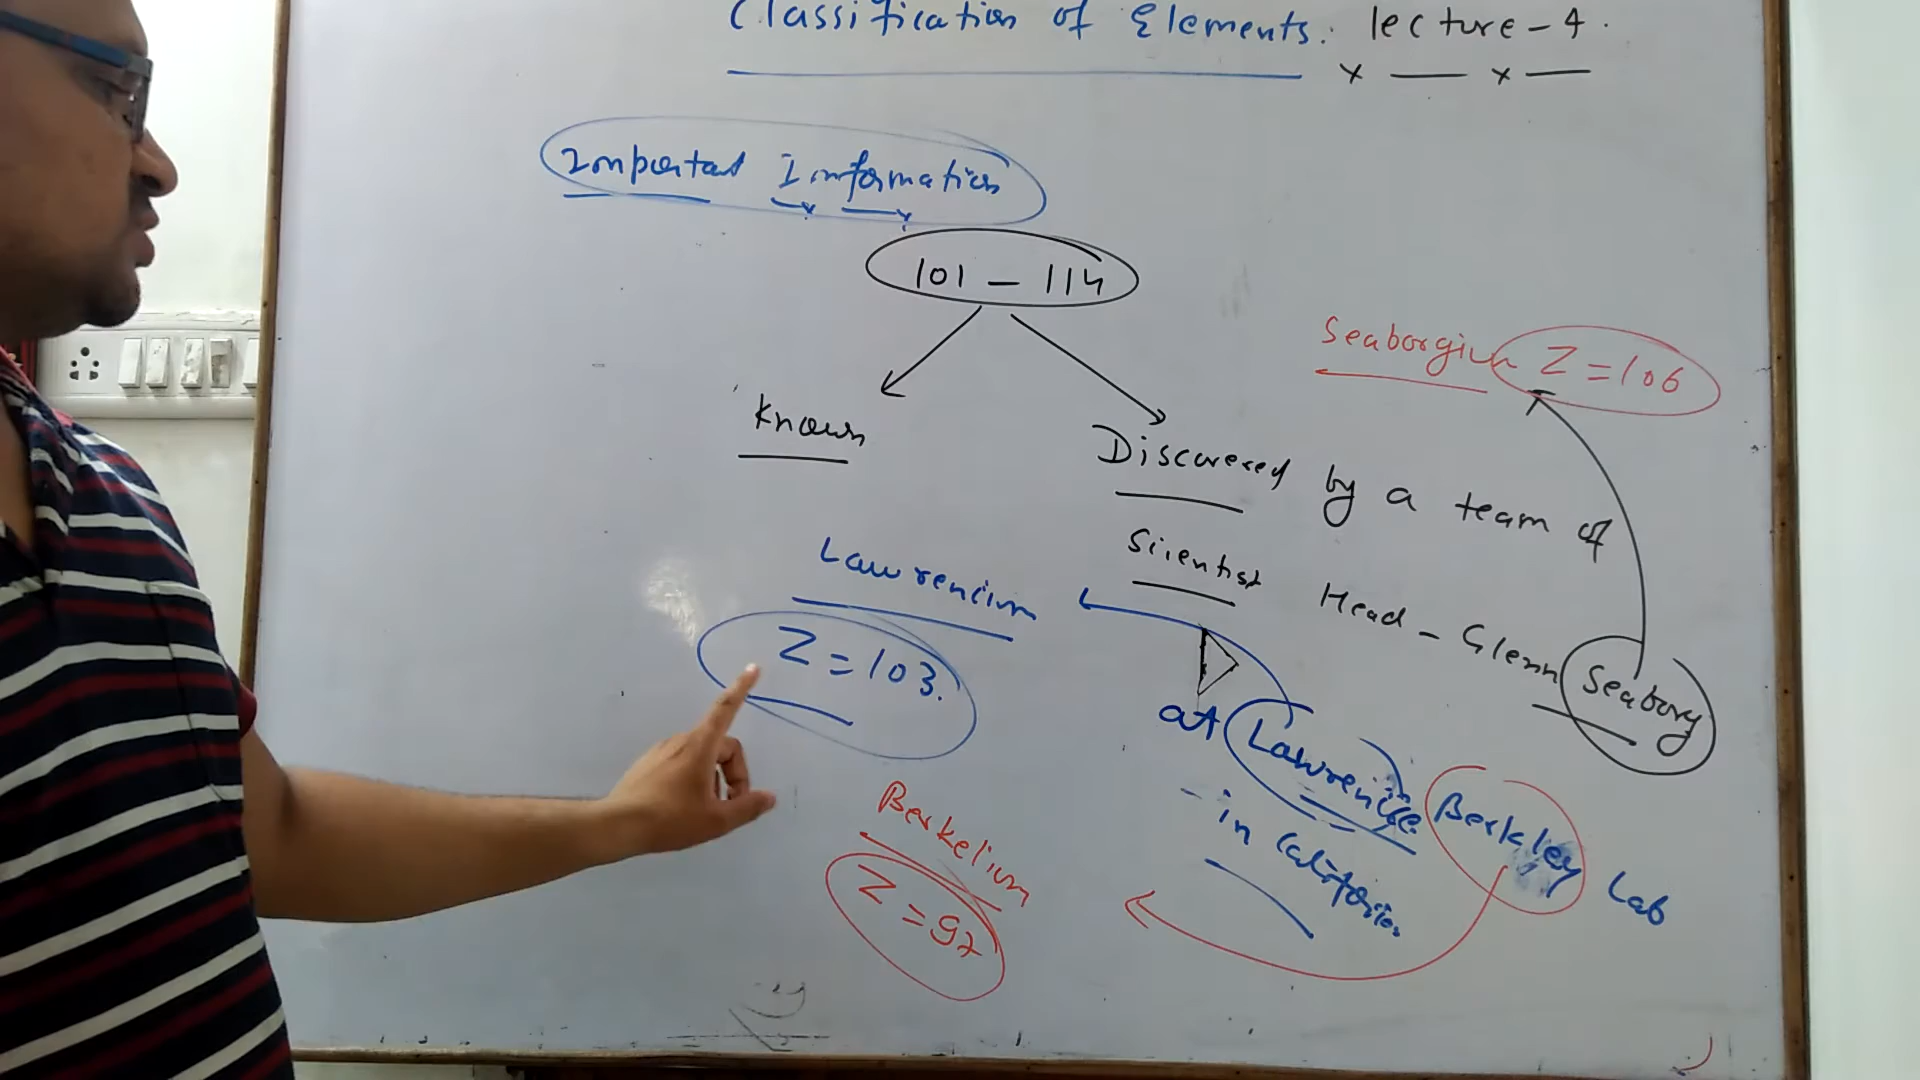 Classification of Elements. Lecture-4.
Important Information
101 – 114
Seaborgium Z = 106
Known
Discovered by a team of
Scientist Head – Glenn Seaborg
Lawrencium
Z = 103.
at Lawrence Berkley Lab
- in California
Berkelium
Z = 97